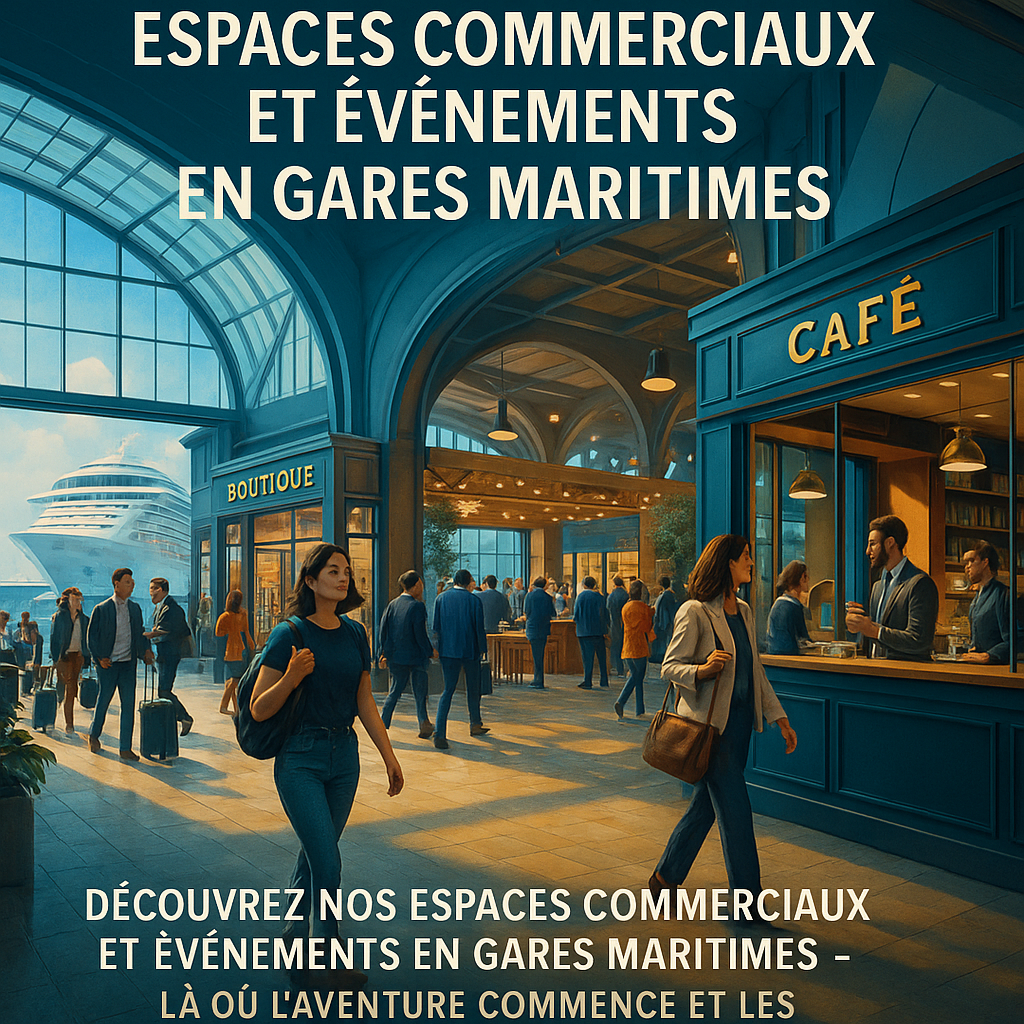 ESPACES COMMERCIAUX
ET ÉVÉNEMENTS
EN GARES MARITIMES
CAFÉ
BOUTIQUE
DÉCOUVREZ NOS ESPACES COMMERCIAUX
ET ÈVÉNEMENTS EN GARES MARITIMES –
LÀ OÚ L'AVENTURE COMMENCE ET LES